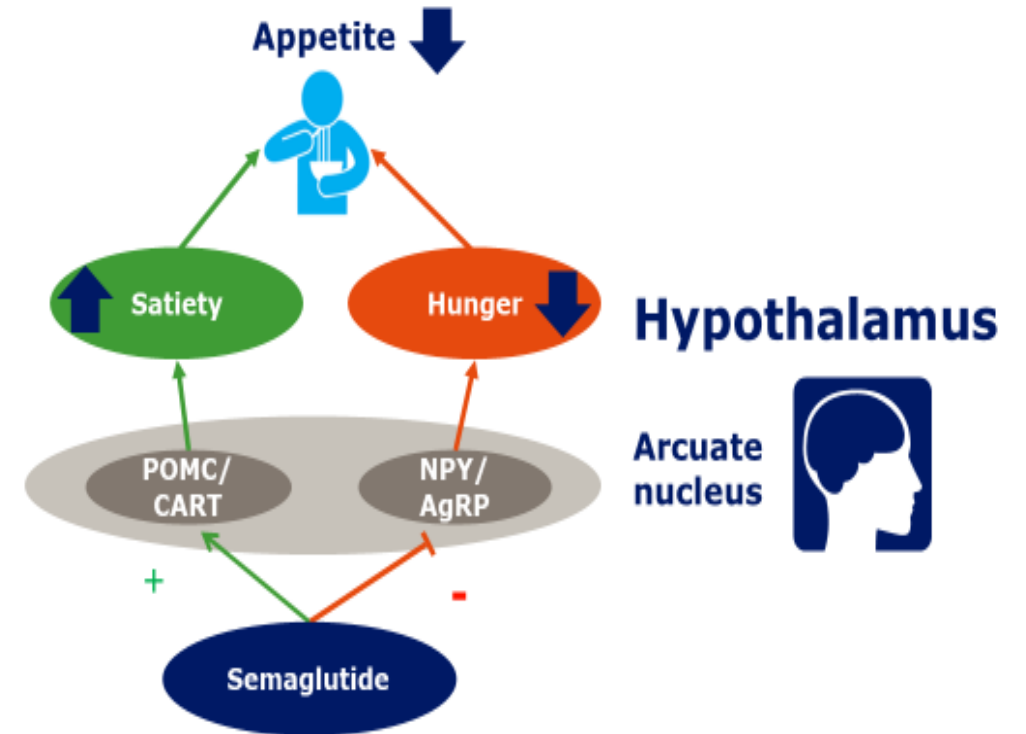 Appetite
Satiety
Hunger
Hypothalamus
POMC/
CART
NPY/
AgRP
Arcuate
nucleus
+
-
Semaglutide